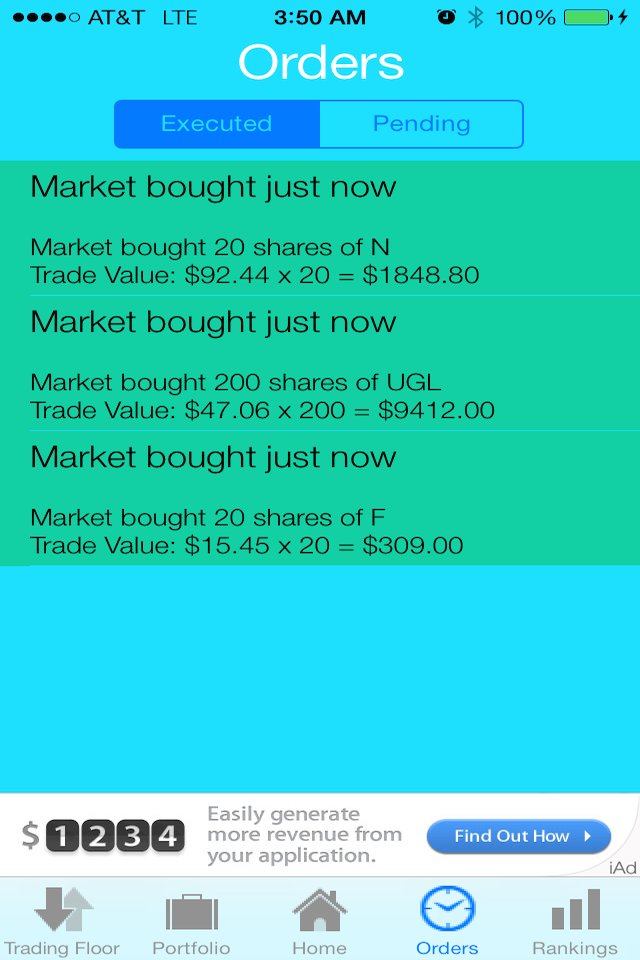 AT&T LTE 3:50 AM 100%
Orders
Executed Pending
Market bought just now
Market bought 20 shares of N
Trade Value: $92.44 x 20 = $1848.80
Market bought just now
Market bought 200 shares of UGL
Trade Value: $47.06 x 200 = $9412.00
Market bought just now
Market bought 20 shares of F
Trade Value: $15.45 x 20 = $309.00
$1234
Easily generate
more revenue from
your application.
Find Out How
iAd
Trading Floor Portfolio Home Orders Rankings